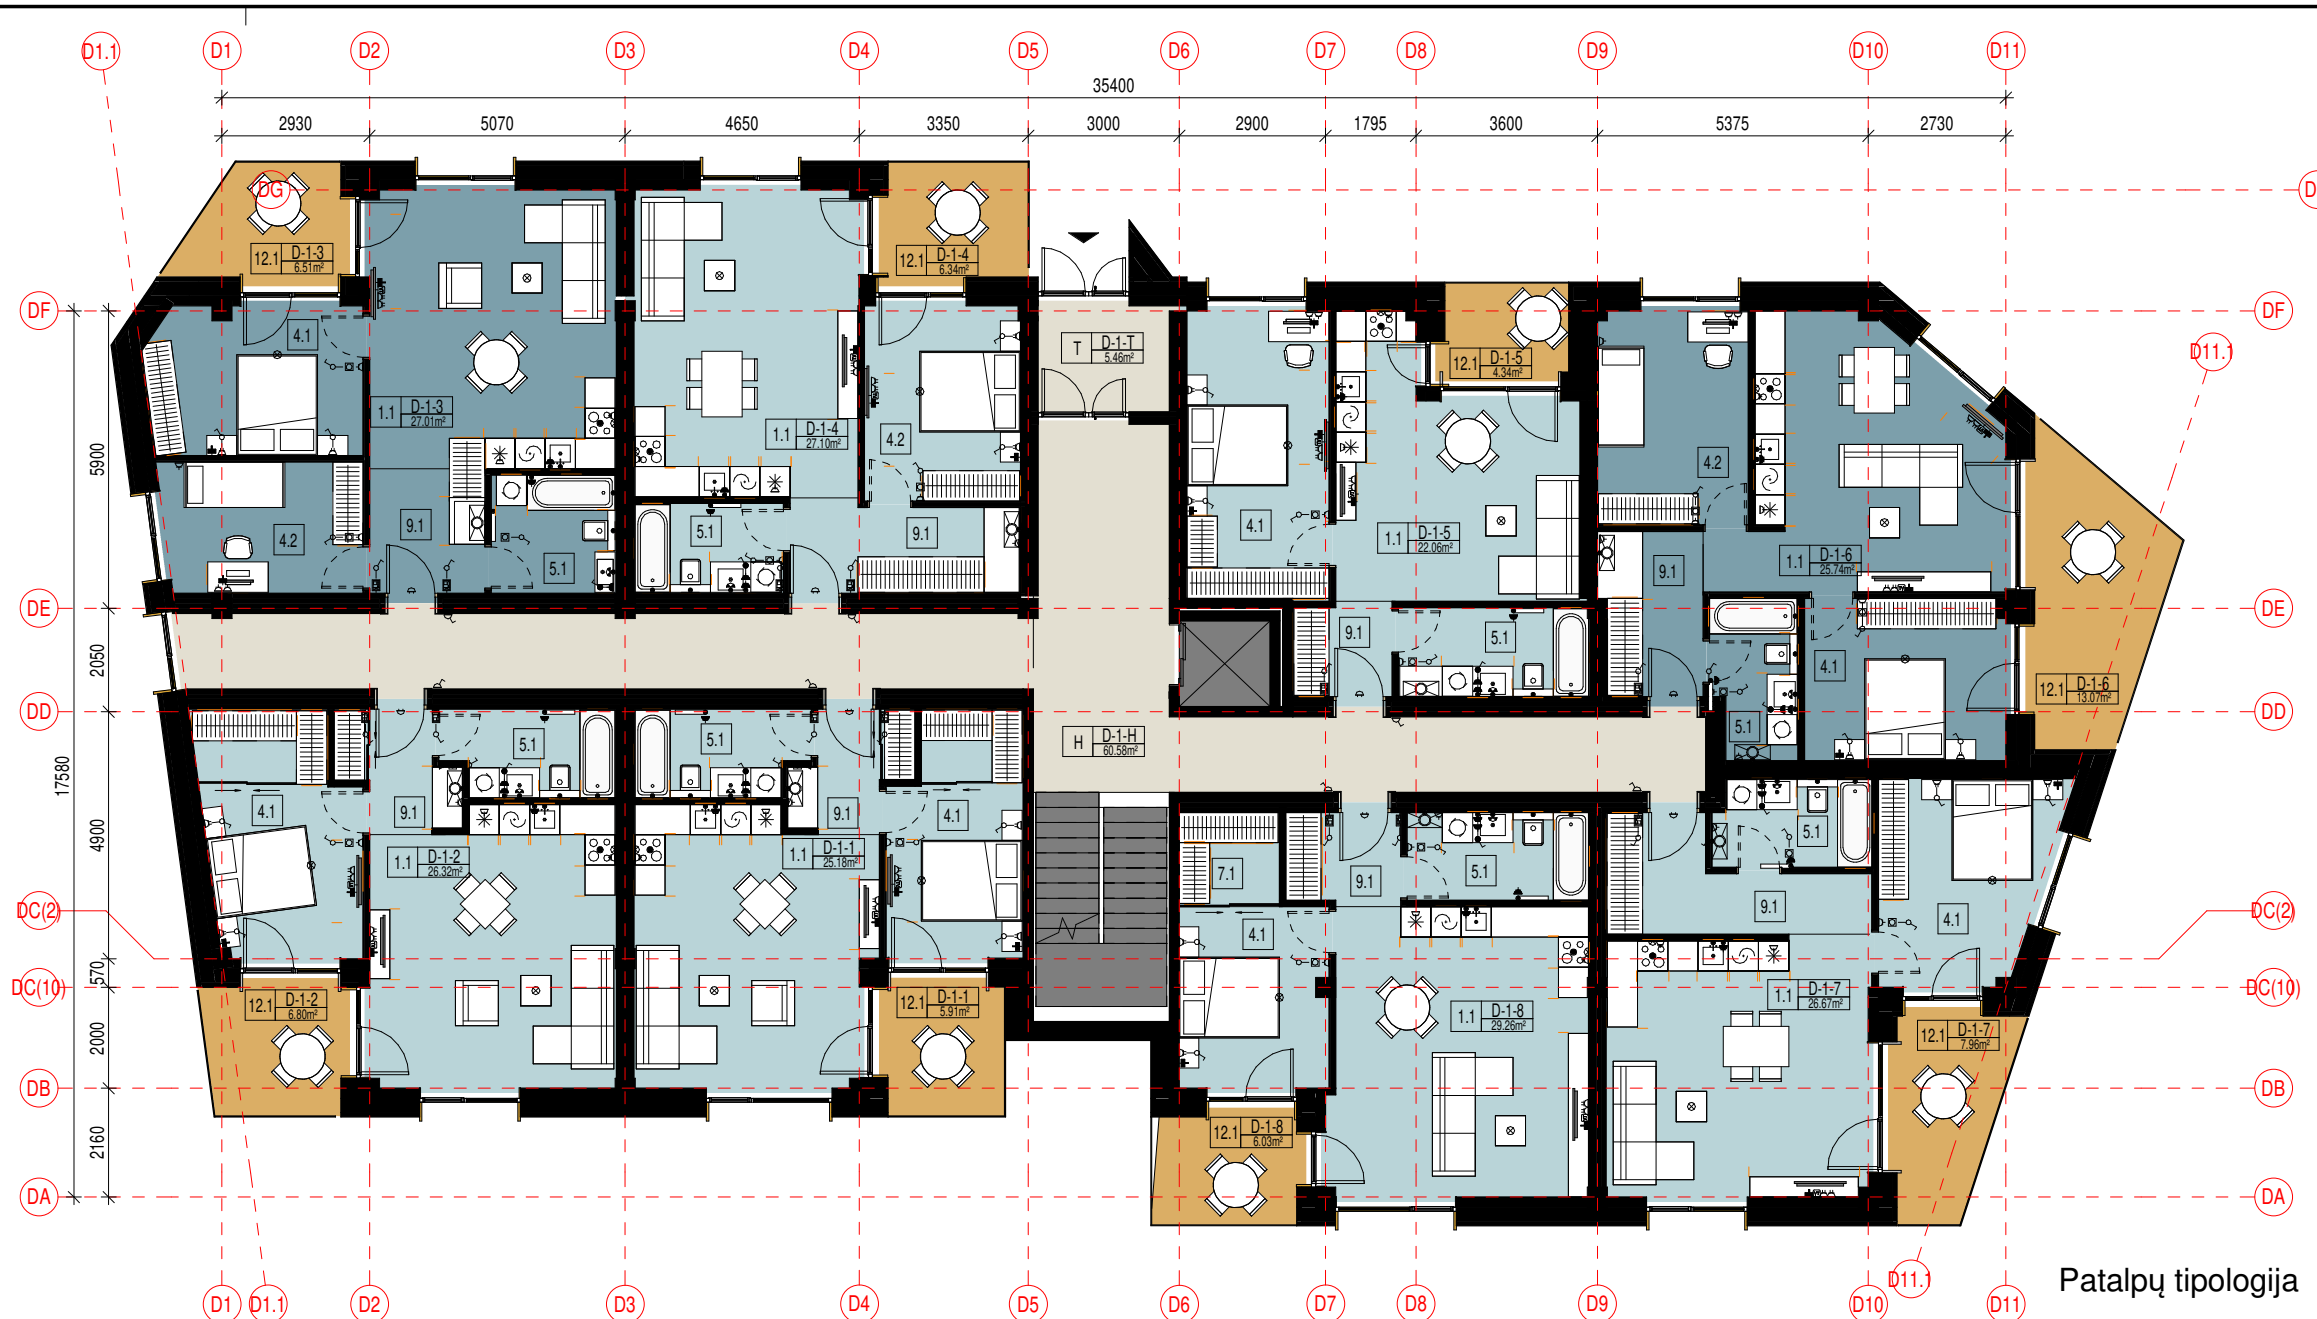 D1.1 D1 D2 D3 D4 D5 D6 D7 D8 D9 D10 D11
35400
2930 5070 4650 3350 3000 2900 1795 3600 5375 2730
DG
12.1 D-1-3
6.51m²
12.1 D-1-4
6.34m²
DF
DF
4.1
T D-1-T
5.46m²
12.1 D-1-5
4.34m²
D11.1
1.1 D-1-3
27.01m²
1.1 D-1-4
27.10m²
4.2
4.2
5900
9.1
4.2
5.1
5.1
9.1
4.1
1.1 D-1-5
22.06m²
1.1 D-1-6
25.74m²
9.1
DE
DE
2050
9.1
5.1
4.1
12.1 D-1-6
13.07m²
DD
DD
17580
5.1
5.1
H D-1-H
60.58m²
5.1
4.1
9.1
9.1
4.1
4900
1.1 D-1-2
26.32m²
1.1 D-1-1
25.18m²
5.1
7.1
9.1
5.1
9.1
4.1
DC(2)
DC(2)
4.1
570
DC(10)
DC(10)
12.1 D-1-2
6.80m²
12.1 D-1-1
5.91m²
1.1 D-1-8
29.26m²
1.1 D-1-7
26.67m²
2000
12.1 D-1-7
7.96m²
DB
DB
2160
12.1 D-1-8
6.03m²
DA
DA
D1 D1.1 D2 D3 D4 D5 D6 D7 D8 D9 D10 D11.1 D11
Patalpų tipologija